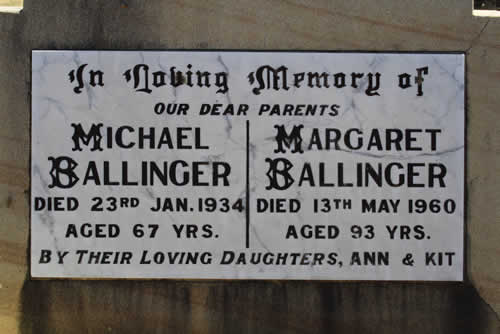 In Loving Memory of
OUR DEAR PARENTS
MICHAEL
BALLINGER
DIED 23RD JAN. 1934
AGED 67 YRS.
MARGARET
BALLINGER
DIED 13TH MAY 1960
AGED 93 YRS.
BY THEIR LOVING DAUGHTERS, ANN & KIT